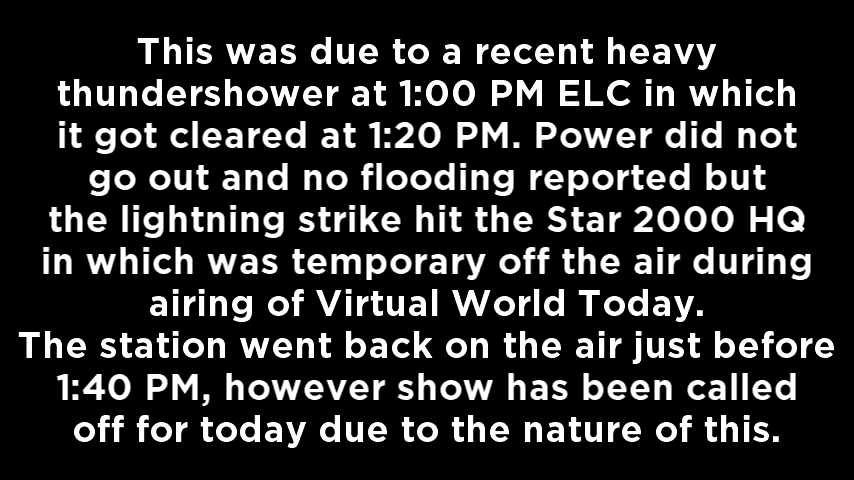 This was due to a recent heavy
thundershower at 1:00 PM ELC in which
it got cleared at 1:20 PM. Power did not
go out and no flooding reported but
the lightning strike hit the Star 2000 HQ
in which was temporary off the air during
airing of Virtual World Today.
The station went back on the air just before
1:40 PM, however show has been called
off for today due to the nature of this.